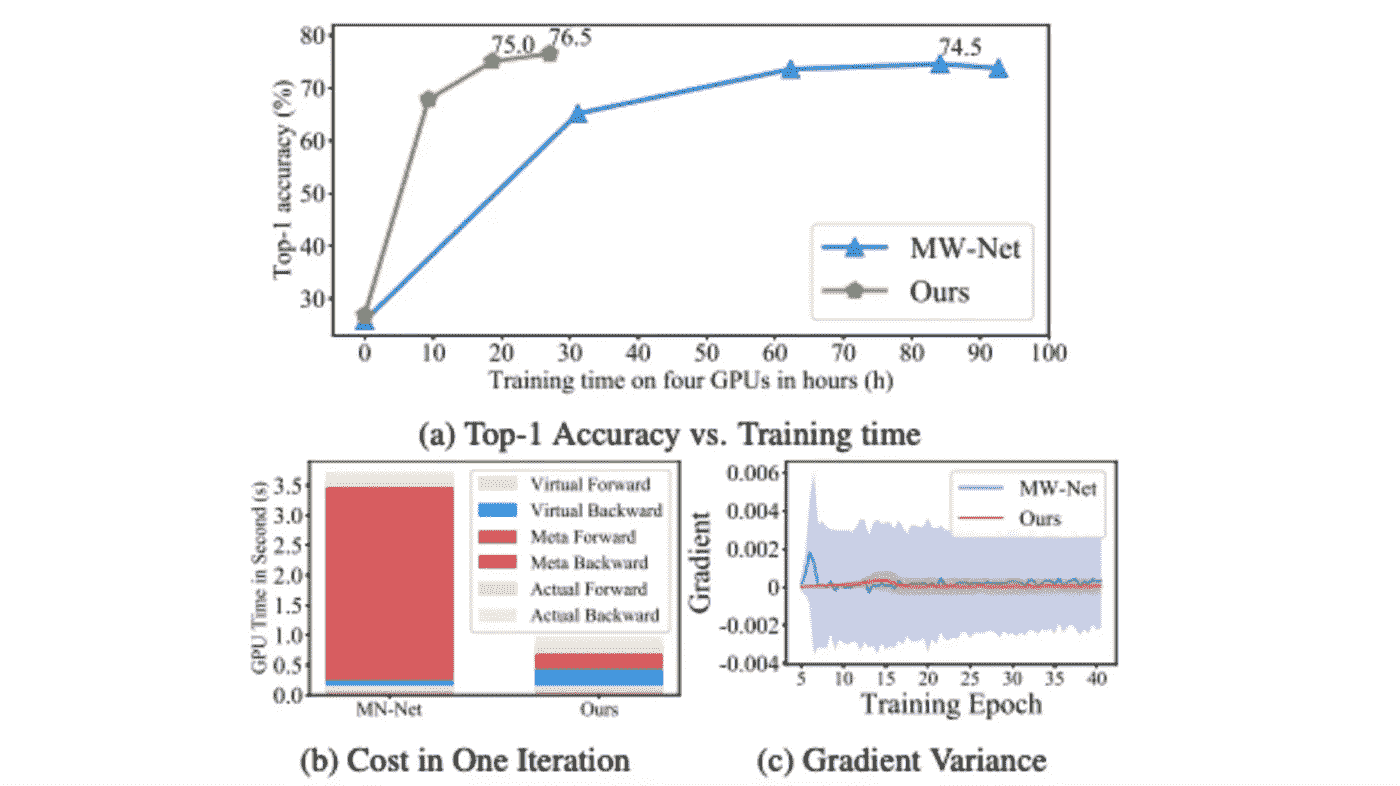 80
70
60
50
40
30
Top-1 accuracy (%)
75.0 76.5
74.5
MW-Net
Ours
0 10 20 30 40 50 60 70 80 90 100
Training time on four GPUs in hours (h)
(a) Top-1 Accuracy vs. Training time
GPU Time in Second (s)
3.5
3.0
2.5
2.0
1.5
1.0
0.5
0.0
Virtual Forward
Virtual Backward
Meta Forward
Meta Backward
Actual Forward
Actual Backward
MN-Net Ours
(b) Cost in One Iteration
Gradient
0.006
0.004
0.002
0
-0.002
-0.004
MW-Net
Ours
5 10 15 20 25 30 35 40
Training Epoch
(c) Gradient Variance